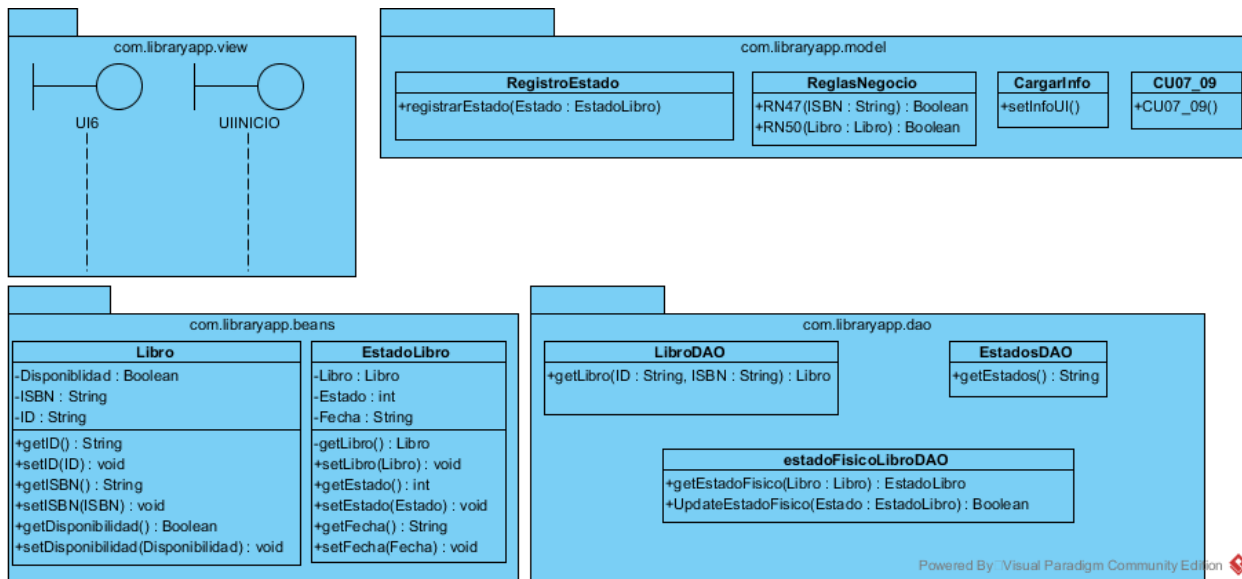 com.libraryapp.view
UI6
UIINICIO
com.libraryapp.model
RegistroEstado
+registrarEstado(Estado : EstadoLibro)
ReglasNegocio
+RN47(ISBN : String) : Boolean
+RN50(Libro : Libro) : Boolean
CargarInfo
+setInfoUI()
CU07_09
+CU07_09()
com.libraryapp.beans
Libro
-Disponiblidad : Boolean
-ISBN : String
-ID : String
+getID() : String
+setID(ID) : void
+getISBN() : String
+setISBN(ISBN) : void
+getDisponibilidad() : Boolean
+setDisponibilidad(Disponibilidad) : void
EstadoLibro
-Libro : Libro
-Estado : int
-Fecha : String
-getLibro() : Libro
+setLibro(Libro) : void
+getEstado() : int
+setEstado(Estado) : void
+getFecha() : String
+setFecha(Fecha) : void
com.libraryapp.dao
LibroDAO
+getLibro(ID : String, ISBN : String) : Libro
EstadosDAO
+getEstados() : String
estadoFisicoLibroDAO
+getEstadoFisico(Libro : Libro) : EstadoLibro
+UpdateEstadoFisico(Estado : EstadoLibro) : Boolean
Powered By Visual Paradigm Community Edition